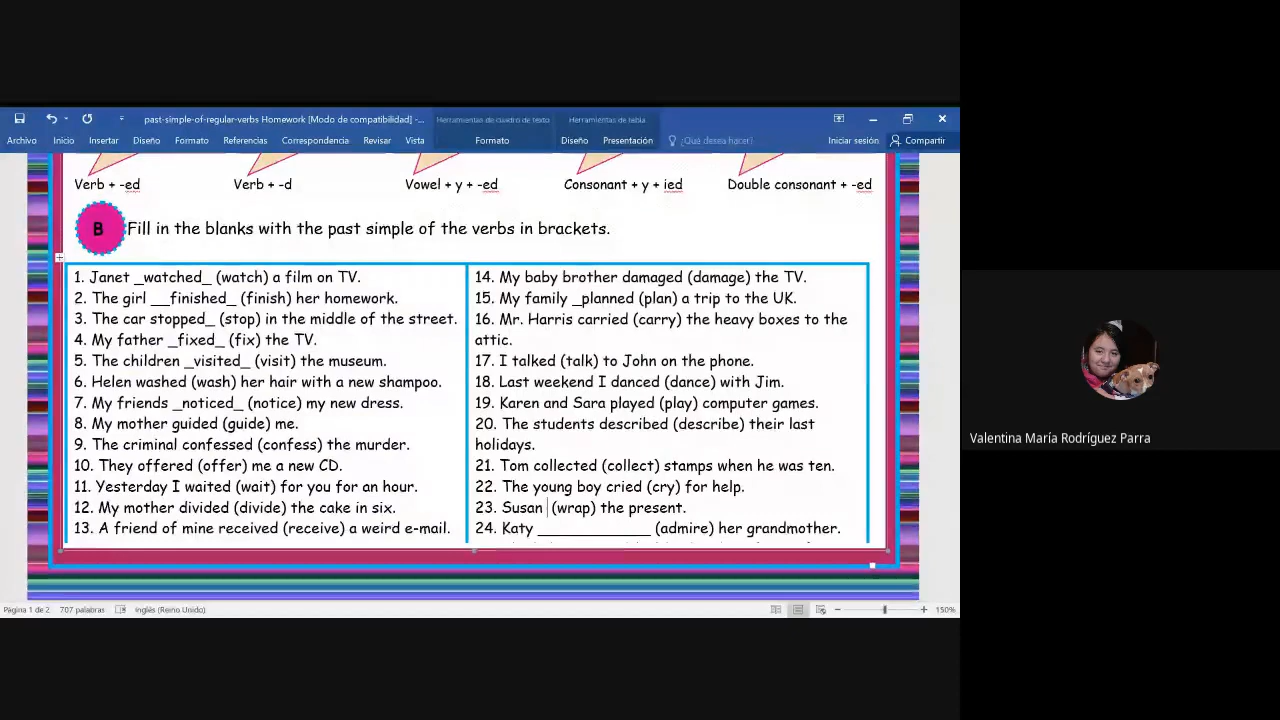 past-simple-of-regular-verbs Homework [Modo de compatibilidad] -...
Herramientas de cuadro de texto
Herramientas de tabla
Archivo Inicio Insertar Diseño Formato Referencias Correspondencia Revisar Vista Formato Diseño Presentación ¿Qué desea hacer? Iniciar sesión Compartir
Verb + -ed Verb + -d Vowel + y + -ed Consonant + y + ied Double consonant + -ed
B Fill in the blanks with the past simple of the verbs in brackets.
1. Janet _watched_ (watch) a film on TV.
2. The girl __finished_ (finish) her homework.
3. The car stopped_ (stop) in the middle of the street.
4. My father _fixed_ (fix) the TV.
5. The children _visited_ (visit) the museum.
6. Helen washed (wash) her hair with a new shampoo.
7. My friends _noticed_ (notice) my new dress.
8. My mother guided (guide) me.
9. The criminal confessed (confess) the murder.
10. They offered (offer) me a new CD.
11. Yesterday I waited (wait) for you for an hour.
12. My mother divided (divide) the cake in six.
13. A friend of mine received (receive) a weird e-mail.
14. My baby brother damaged (damage) the TV.
15. My family _planned (plan) a trip to the UK.
16. Mr. Harris carried (carry) the heavy boxes to the
attic.
17. I talked (talk) to John on the phone.
18. Last weekend I danced (dance) with Jim.
19. Karen and Sara played (play) computer games.
20. The students described (describe) their last
holidays.
21. Tom collected (collect) stamps when he was ten.
22. The young boy cried (cry) for help.
23. Susan (wrap) the present.
24. Katy _____________ (admire) her grandmother.
Página 1 de 2 707 palabras inglés (Reino Unido) 150%
Valentina María Rodríguez Parra